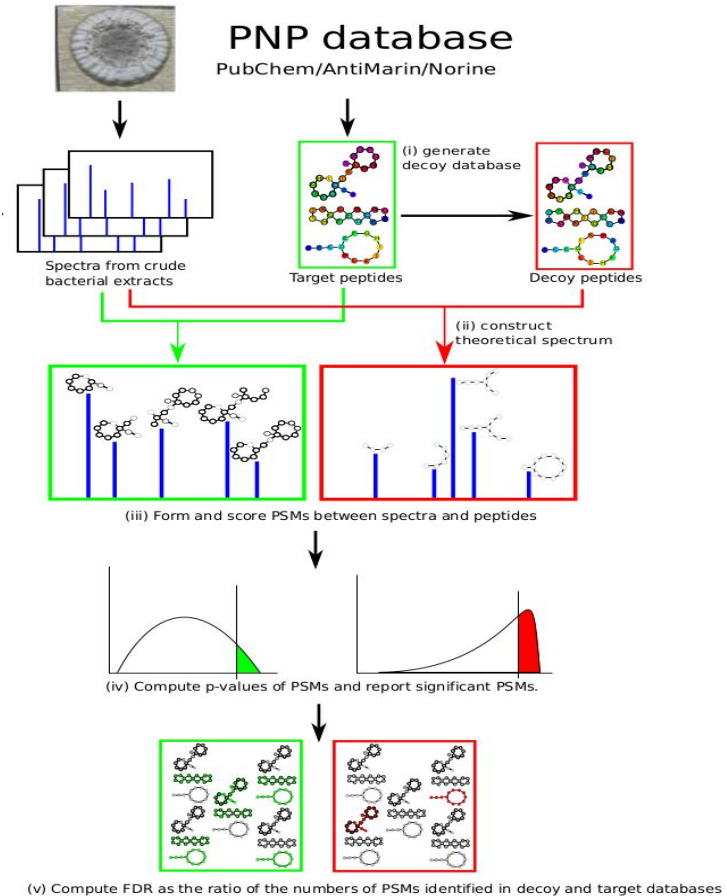 PNP database
PubChem/AntiMarin/Norine
(i) generate
decoy database
Spectra from crude
bacterial extracts
Target peptides
Decoy peptides
(ii) construct
theoretical spectrum
(iii) Form and score PSMs between spectra and peptides
(iv) Compute p-values of PSMs and report significant PSMs.
(v) Compute FDR as the ratio of the numbers of PSMs identified in decoy and target databases.